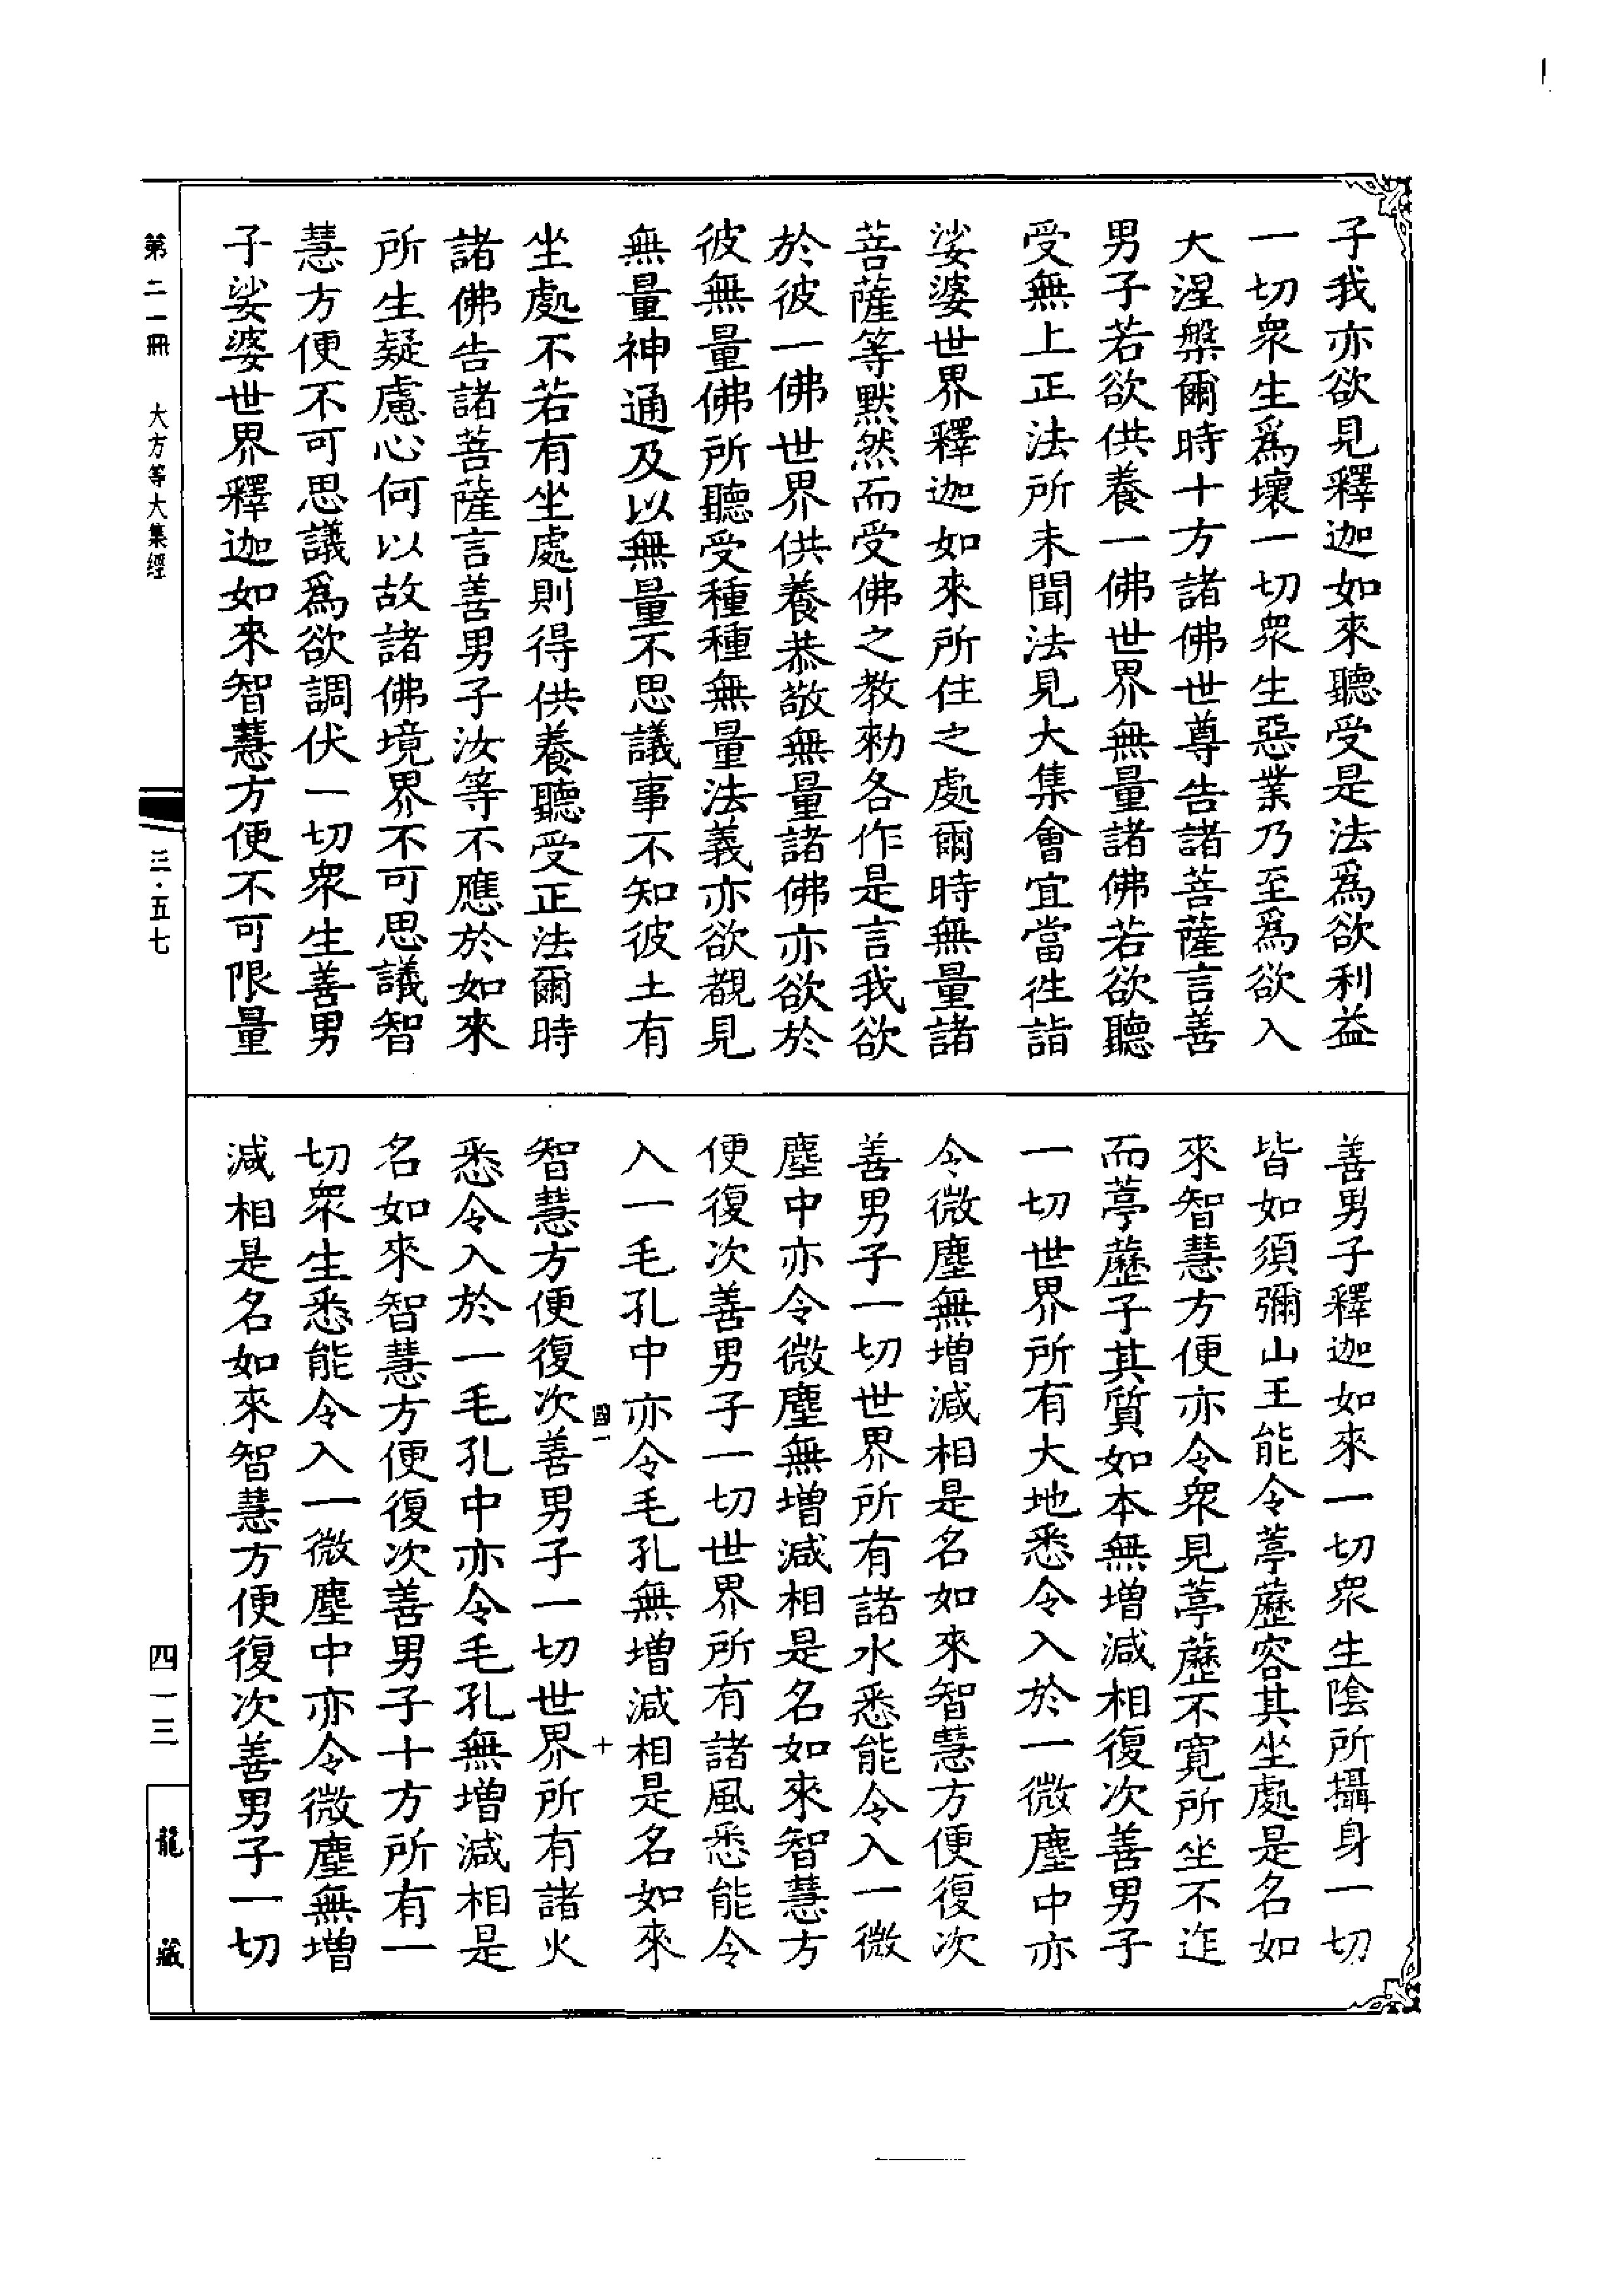 子我亦欲見釋迦如來聽受是法爲欲利益
一切衆生爲壞一切衆生惡業乃至爲欲入
大涅槃爾時十方諸佛世尊告諸菩薩言善
男子若欲供養一佛世界無量諸佛若欲聽
受無上正法所未聞法見大集會宜當徃詣
娑婆世界釋迦如來所住之處爾時無量諸
菩薩等默然而受佛之教勑各作是言我欲
於彼一佛世界供養恭敬無量諸佛亦欲於
彼無量佛所聽受種種無量法義亦欲覩見
無量神通及以無量不思議事不知彼土有
坐處不若有坐處則得供養聽受正法爾時
諸佛告諸菩薩言善男子汝等不應於如來
所生疑慮心何以故諸佛境界不可思議智
慧方便不可思議爲欲調伏一切衆生善男
子娑婆世界釋迦如來智慧方便不可限量
善男子釋迦如來一切衆生陰所攝身一切
皆如須彌山王能令葶藶容其坐處是名如
來智慧方便亦令衆見葶藶不寬所坐不迮
而葶藶子其質如本無增減相復次善男子
一切世界所有大地悉令入於一微塵中亦
令微塵無增減相是名如來智慧方便復次
善男子一切世界所有諸水悉能令入一微
塵中亦令微塵無增減相是名如來智慧方
便復次善男子一切世界所有諸風悉能令
入一毛孔中亦令毛孔無增減相是名如來
國一 十
智慧方便復次善男子一切世界所有諸火
悉令入於一毛孔中亦令毛孔無增減相是
名如來智慧方便復次善男子十方所有一
切衆生悉能令入一微塵中亦令微塵無增
減相是名如來智慧方便復次善男子一切
第二一冊 大方等大集經 三·五七 四一三 龍藏